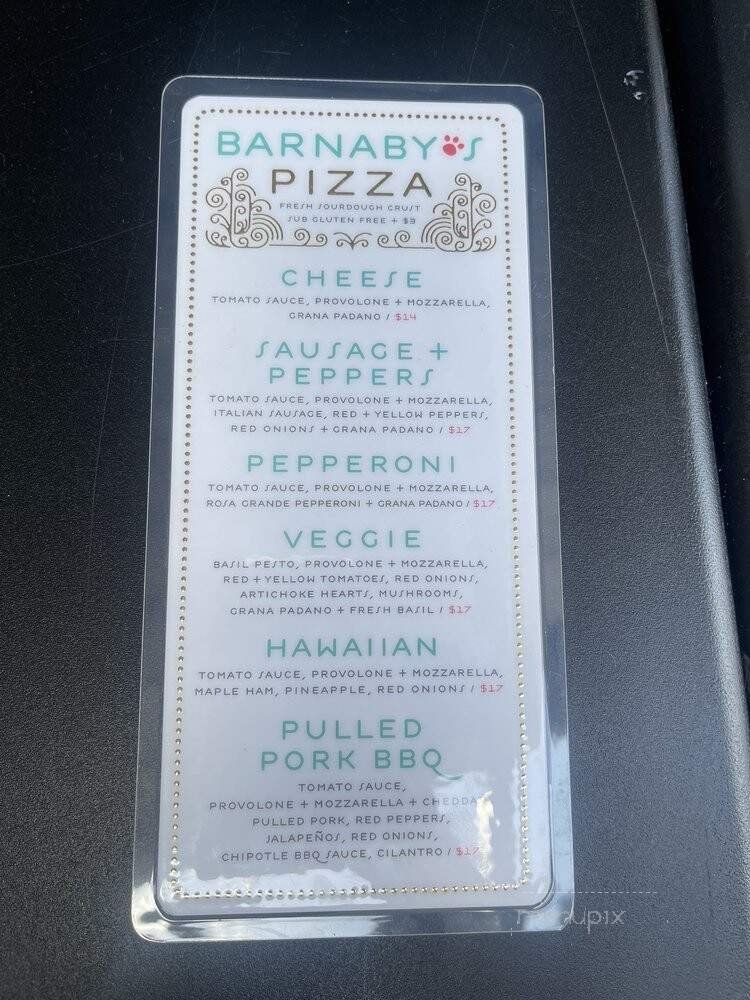 BARNABY'S
PIZZA
FRESH SOURDOUGH CRUST
SUB GLUTEN FREE + $3
CHEESE
TOMATO SAUCE, PROVOLONE + MOZZARELLA,
GRANA PADANO / $14
SAUSAGE +
PEPPERS
TOMATO SAUCE, PROVOLONE + MOZZARELLA,
ITALIAN SAUSAGE, RED + YELLOW PEPPERS,
RED ONIONS + GRANA PADANO / $17
PEPPERONI
TOMATO SAUCE, PROVOLONE + MOZZARELLA,
ROSA GRANDE PEPPERONI + GRANA PADANO / $17
VEGGIE
BASIL PESTO, PROVOLONE + MOZZARELLA,
RED + YELLOW TOMATOES, RED ONIONS,
ARTICHOKE HEARTS, MUSHROOMS,
GRANA PADANO + FRESH BASIL / $17
HAWAIIAN
TOMATO SAUCE, PROVOLONE + MOZZARELLA,
MAPLE HAM, PINEAPPLE, RED ONIONS / $17
PULLED
PORK BBQ
TOMATO SAUCE,
PROVOLONE + MOZZARELLA + CHEDDAR
PULLED PORK, RED PEPPERS,
JALAPEÑOS, RED ONIONS,
CHIPOTLE BBQ SAUCE, CILANTRO / $17